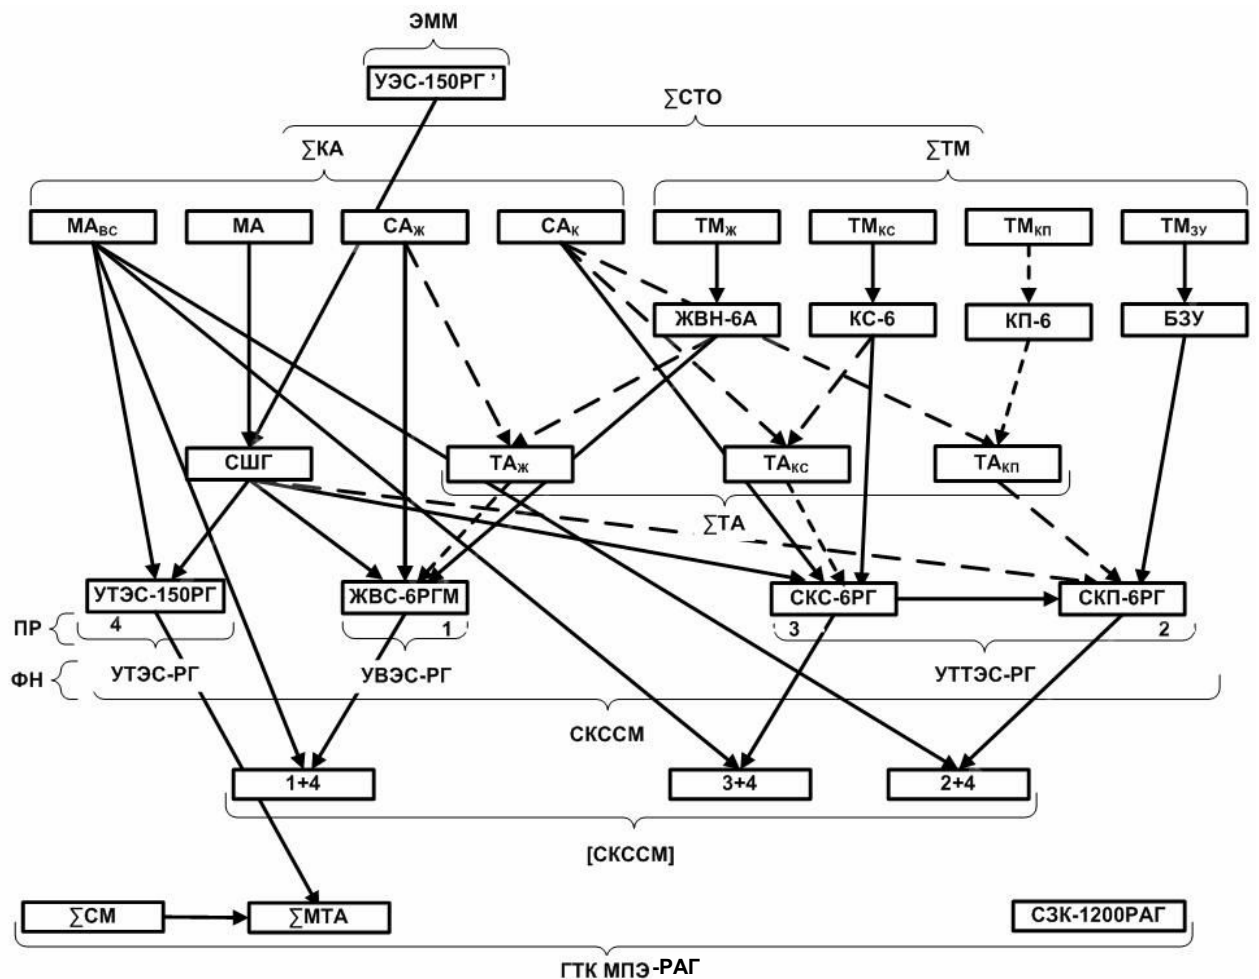 ЭММ
УЭС-150РГ ’
∑СТО
∑КА
∑ТМ
МАВС
МА
САЖ
САК
ТМЖ
ТМКС
ТМКП
ТМЗУ
ЖВН-6А
КС-6
КП-6
БЗУ
СШГ
ТАЖ
ТАКС
ТАКП
∑ТА
УТЭС-150РГ
ЖВС-6РГМ
СКС-6РГ
СКП-6РГ
ПР
4
1
3
2
ФН
УТЭС-РГ
УВЭС-РГ
УТТЭС-РГ
СКССМ
1+4
3+4
2+4
[СКССМ]
∑СМ
∑МТА
СЗК-1200РАГ
ГТК МПЭ-РАГ